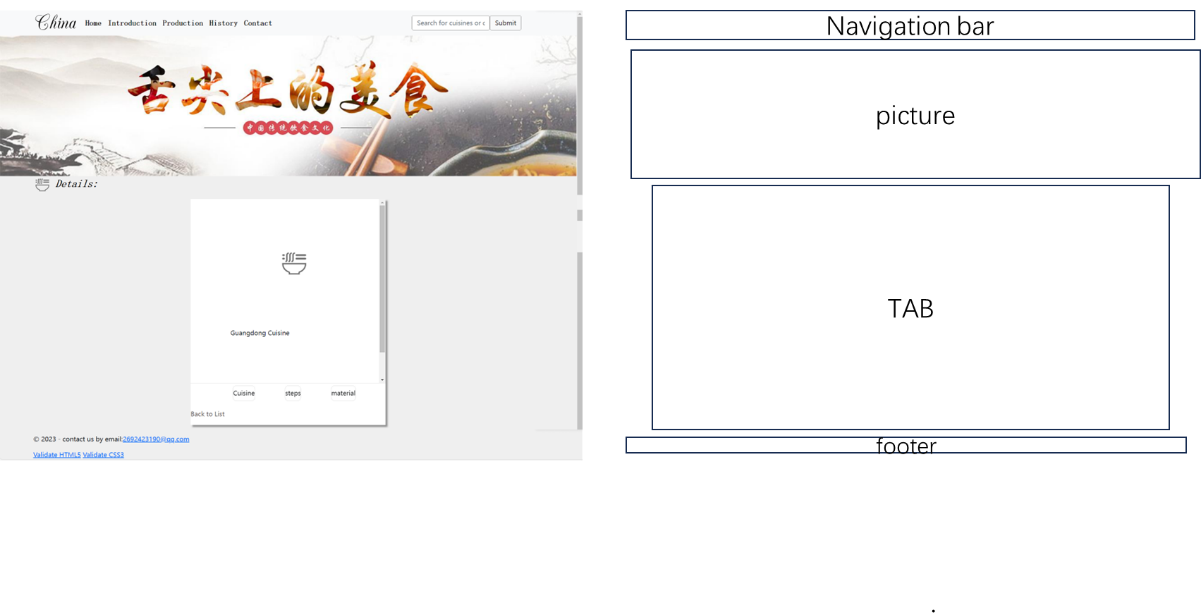 China Home Introduction Production History Contact
Search for cuisines or c Submit
舌尖上的美食
中国传统饮食文化
Details:
Guangdong Cuisine
Cuisine steps material
Back to List
© 2023 - contact us by email:2692423190@qq.com
Validate HTML5 Validate CSS3
Navigation bar
picture
TAB
footer
.